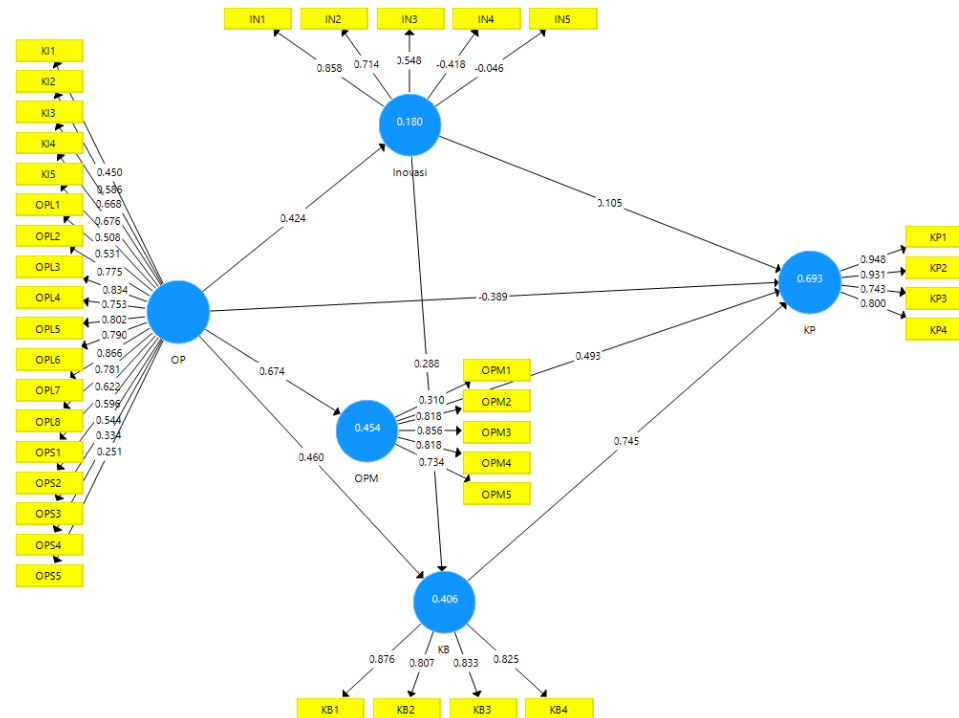 IN1
IN2
IN3
IN4
IN5
0.858
0.714
0.548
-0.418
-0.046
0.180
Inovasi
KI1
KI2
KI3
KI4
KI5
OPL1
OPL2
OPL3
OPL4
OPL5
OPL6
OPL7
OPL8
OPS1
OPS2
OPS3
OPS4
OPS5
0.450
0.586
0.668
0.676
0.508
0.531
0.775
0.834
0.753
0.802
0.790
0.866
0.781
0.622
0.596
0.544
0.334
0.251
OP
0.424
0.105
-0.389
0.288
0.493
0.674
0.460
0.745
0.693
KP
0.948
0.931
0.743
0.800
KP1
KP2
KP3
KP4
0.454
OPM
0.310
0.818
0.856
0.818
0.734
OPM1
OPM2
OPM3
OPM4
OPM5
0.406
KB
0.876
0.807
0.833
0.825
KB1
KB2
KB3
KB4